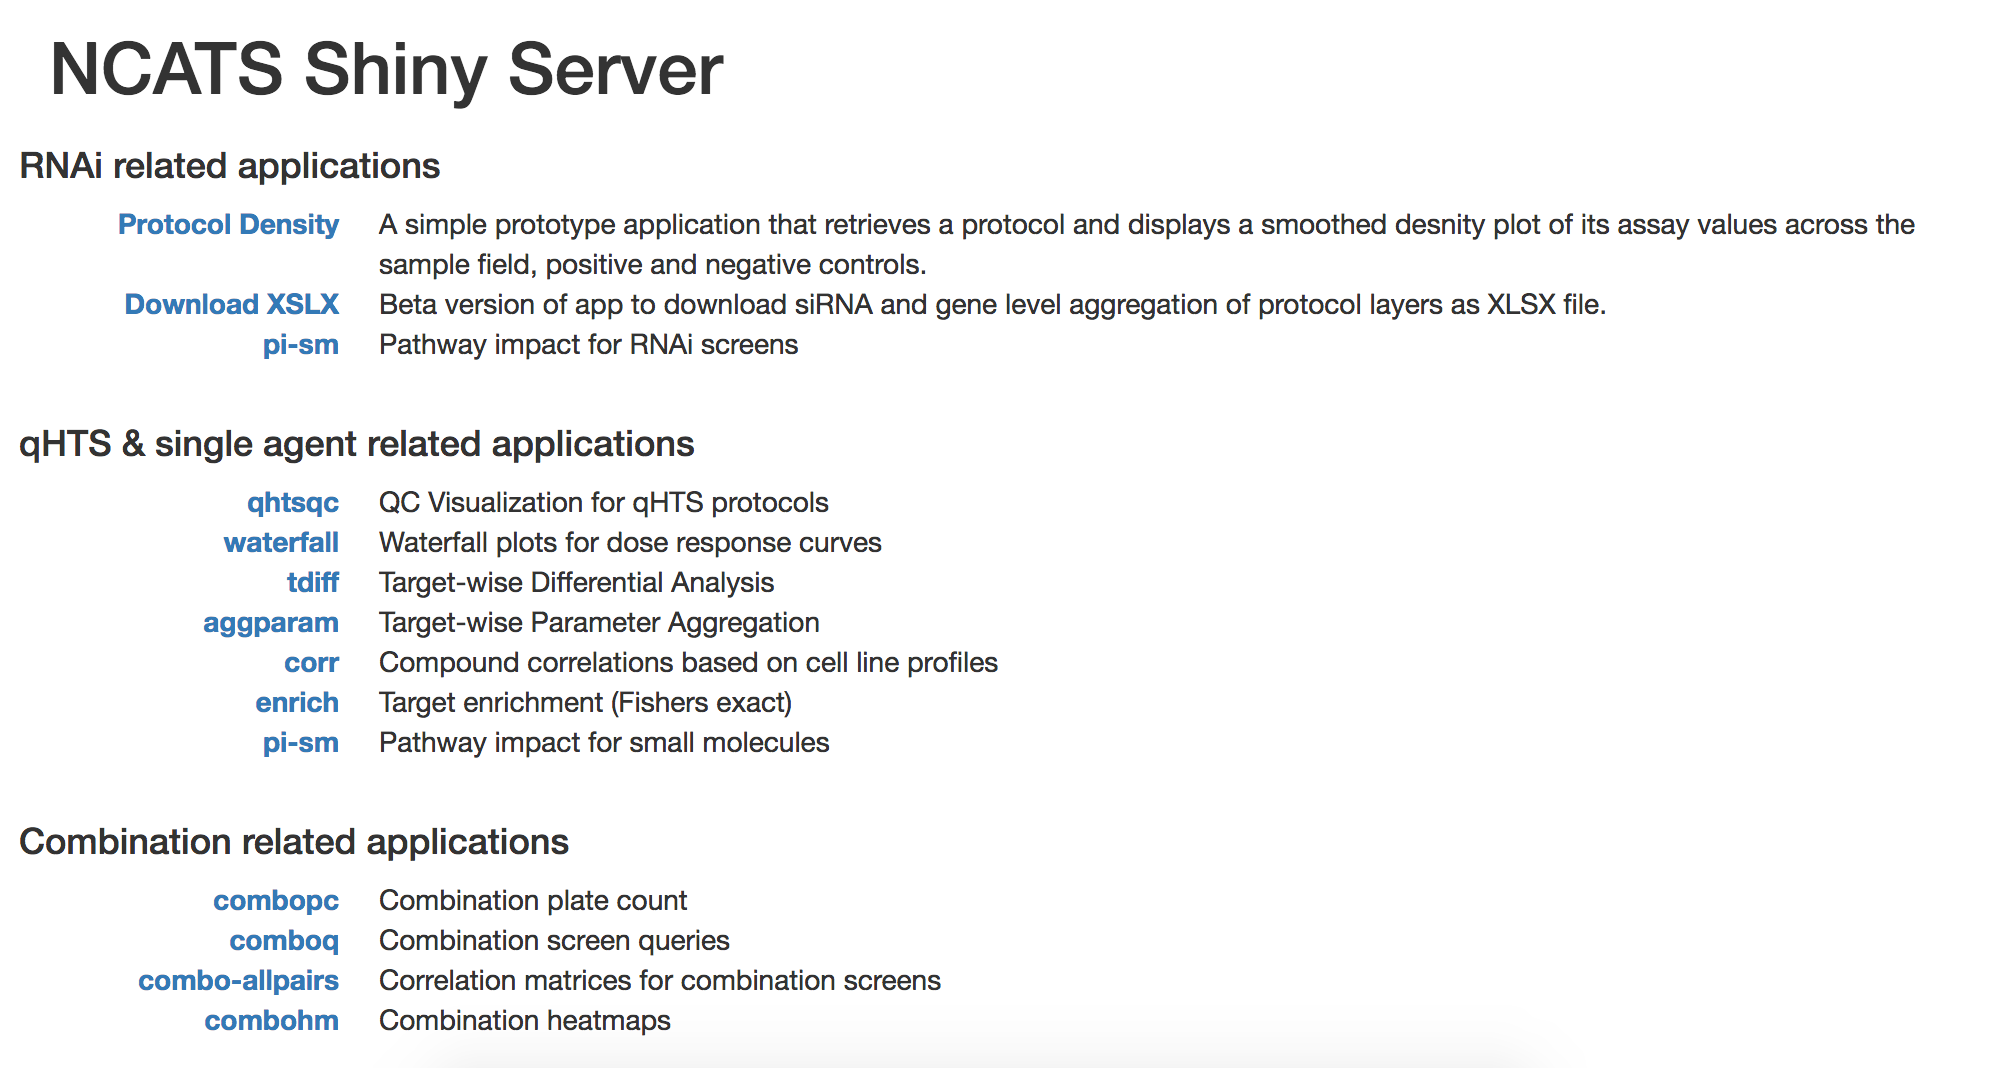 NCATS Shiny Server
RNAi related applications
Protocol Density A simple prototype application that retrieves a protocol and displays a smoothed desnity plot of its assay values across the
sample field, positive and negative controls.
Download XSLX Beta version of app to download siRNA and gene level aggregation of protocol layers as XLSX file.
pi-sm Pathway impact for RNAi screens
qHTS & single agent related applications
qhtsqc QC Visualization for qHTS protocols
waterfall Waterfall plots for dose response curves
tdiff Target-wise Differential Analysis
aggparam Target-wise Parameter Aggregation
corr Compound correlations based on cell line profiles
enrich Target enrichment (Fishers exact)
pi-sm Pathway impact for small molecules
Combination related applications
combopc Combination plate count
comboq Combination screen queries
combo-allpairs Correlation matrices for combination screens
combohm Combination heatmaps